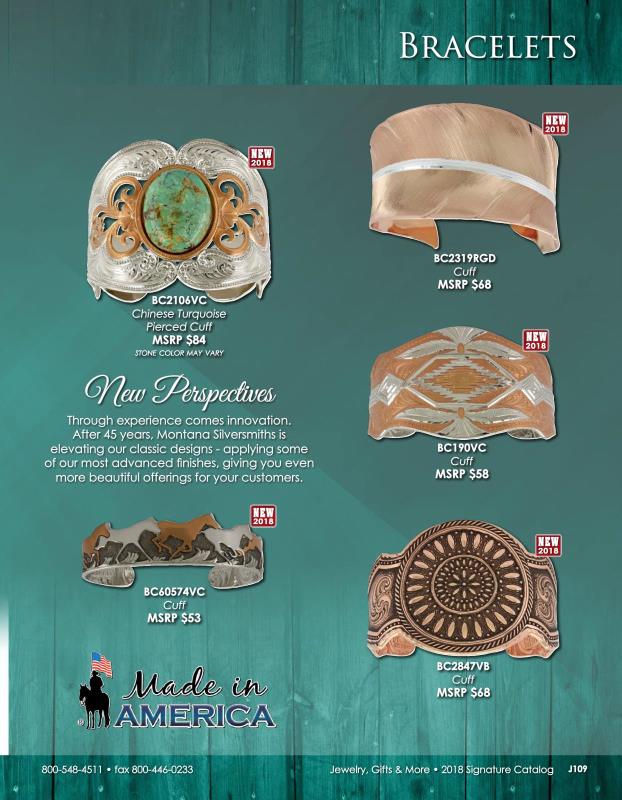 BRACELETS
NEW
2018
BC2106VC
Chinese Turquoise
Pierced Cuff
MSRP $84
STONE COLOR MAY VARY
NEW
2018
BC2319RGD
Cuff
MSRP $68
New Perspectives
Through experience comes innovation.
After 45 years, Montana Silversmiths is
elevating our classic designs - applying some
of our most advanced finishes, giving you even
more beautiful offerings for your customers.
NEW
2018
BC190VC
Cuff
MSRP $58
NEW
2018
BC60574VC
Cuff
MSRP $53
NEW
2018
BC2847VB
Cuff
MSRP $68
®
Made in
AMERICA
800-548-4511 • fax 800-446-0233
Jewelry, Gifts & More • 2018 Signature Catalog J109